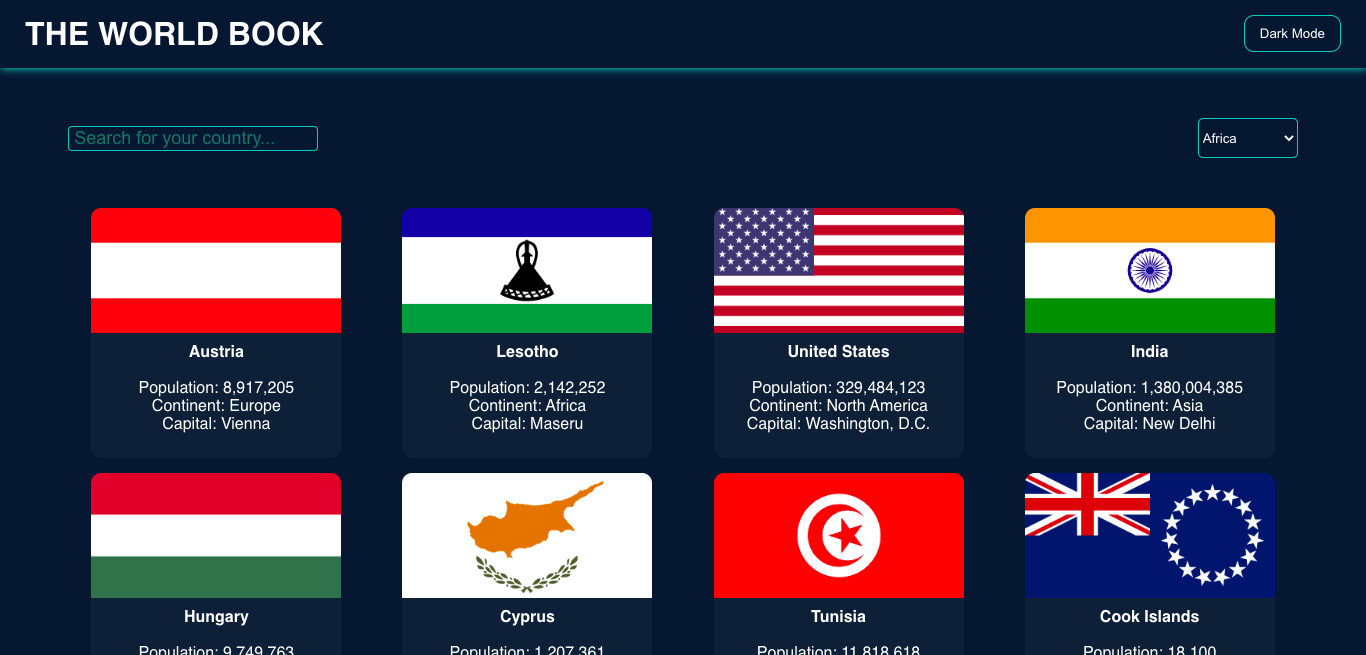 THE WORLD BOOK
Dark Mode
Search for your country...
Africa
Austria
Population: 8,917,205
Continent: Europe
Capital: Vienna
Lesotho
Population: 2,142,252
Continent: Africa
Capital: Maseru
United States
Population: 329,484,123
Continent: North America
Capital: Washington, D.C.
India
Population: 1,380,004,385
Continent: Asia
Capital: New Delhi
Hungary
Population: 9,749,763
Cyprus
Population: 1,207,361
Tunisia
Population: 11,818,618
Cook Islands
Population: 18,100